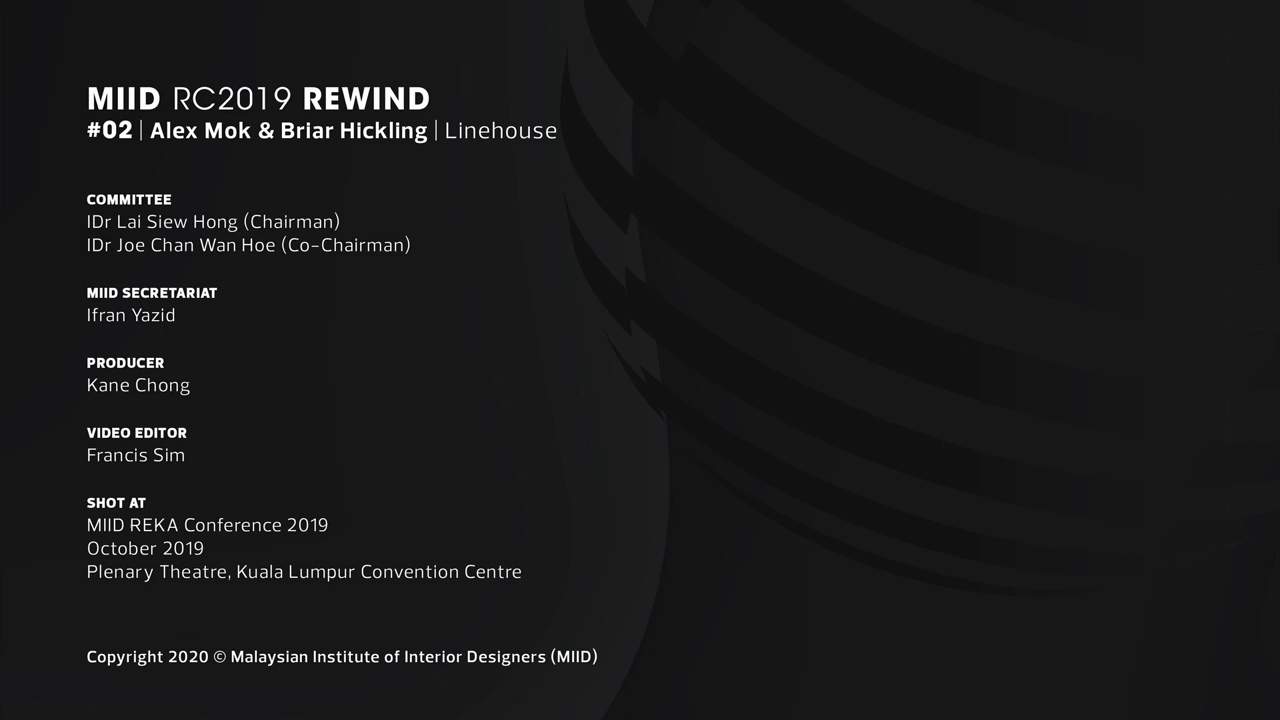 MIID RC2019 REWIND
#02 | Alex Mok & Briar Hickling | Linehouse
COMMITTEE
IDr Lai Siew Hong (Chairman)
IDr Joe Chan Wan Hoe (Co-Chairman)
MIID SECRETARIAT
Ifran Yazid
PRODUCER
Kane Chong
VIDEO EDITOR
Francis Sim
SHOT AT
MIID REKA Conference 2019
October 2019
Plenary Theatre, Kuala Lumpur Convention Centre
Copyright 2020 © Malaysian Institute of Interior Designers (MIID)